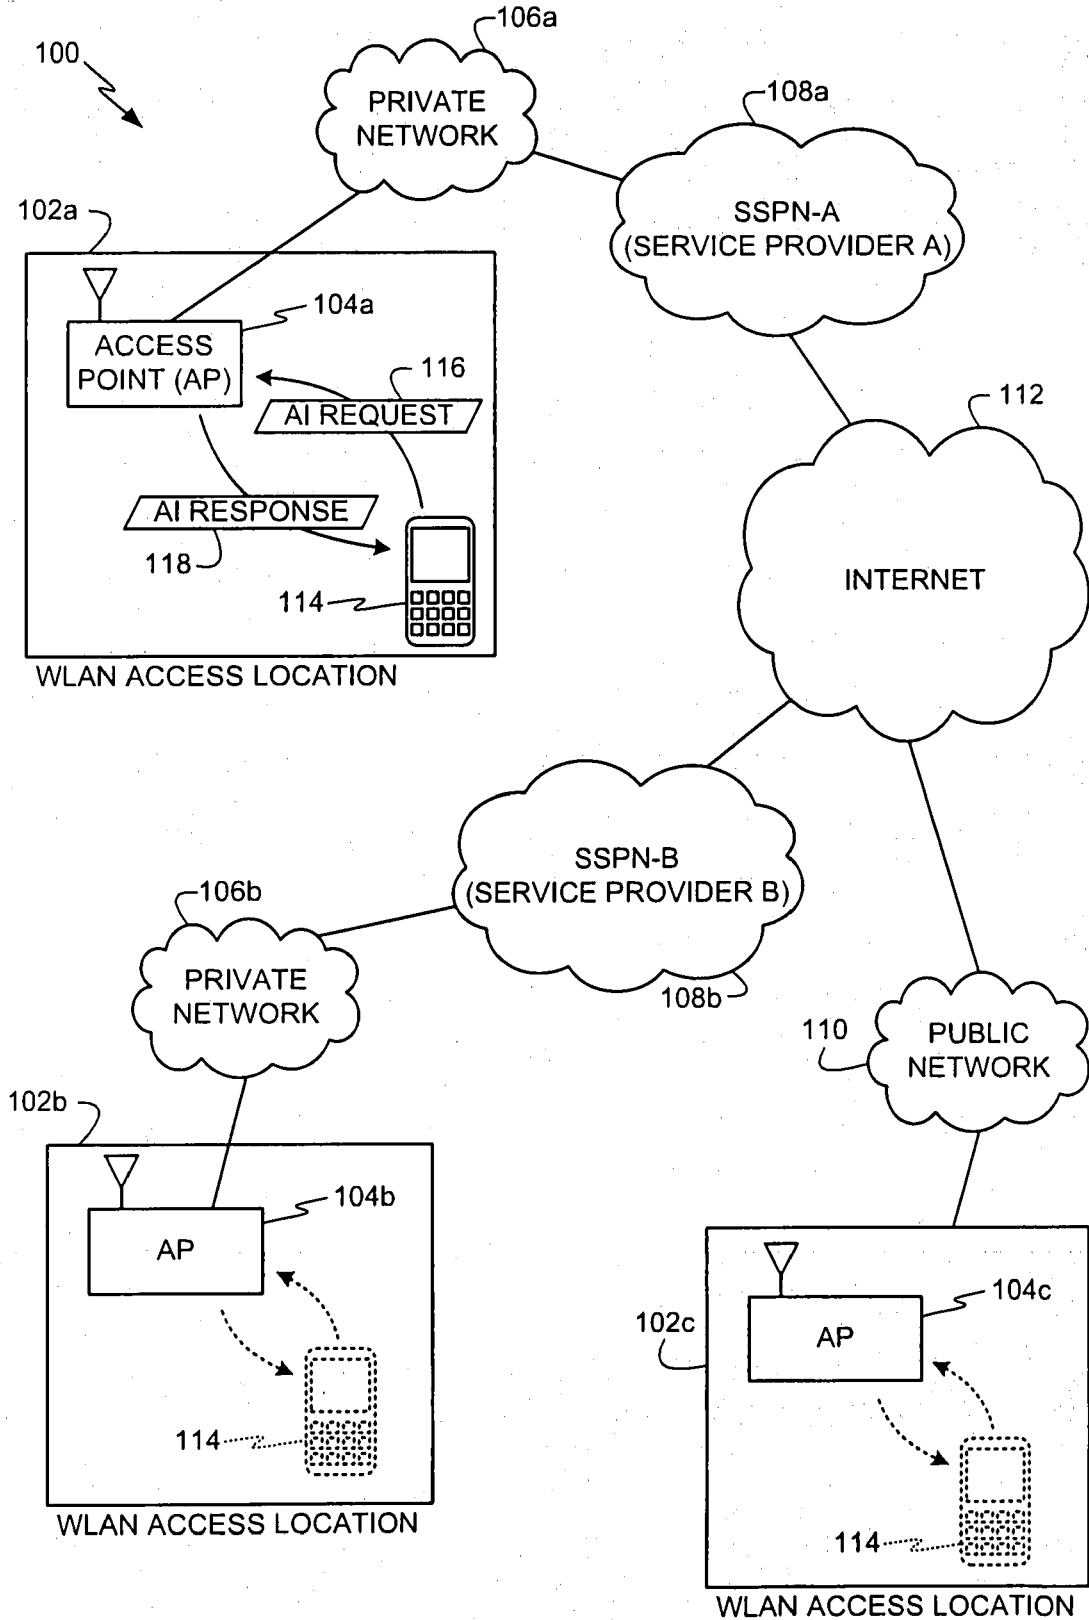 106a
100
PRIVATE
NETWORK
108a
SSPN-A
(SERVICE PROVIDER A)
102a
104a
ACCESS
POINT (AP)
116
AI REQUEST
112
AI RESPONSE
118
INTERNET
114
WLAN ACCESS LOCATION
SSPN-B
(SERVICE PROVIDER B)
106b
PRIVATE
NETWORK
108b
110
PUBLIC
NETWORK
102b
104b
AP
104c
102c
AP
114
WLAN ACCESS LOCATION
114
WLAN ACCESS LOCATION